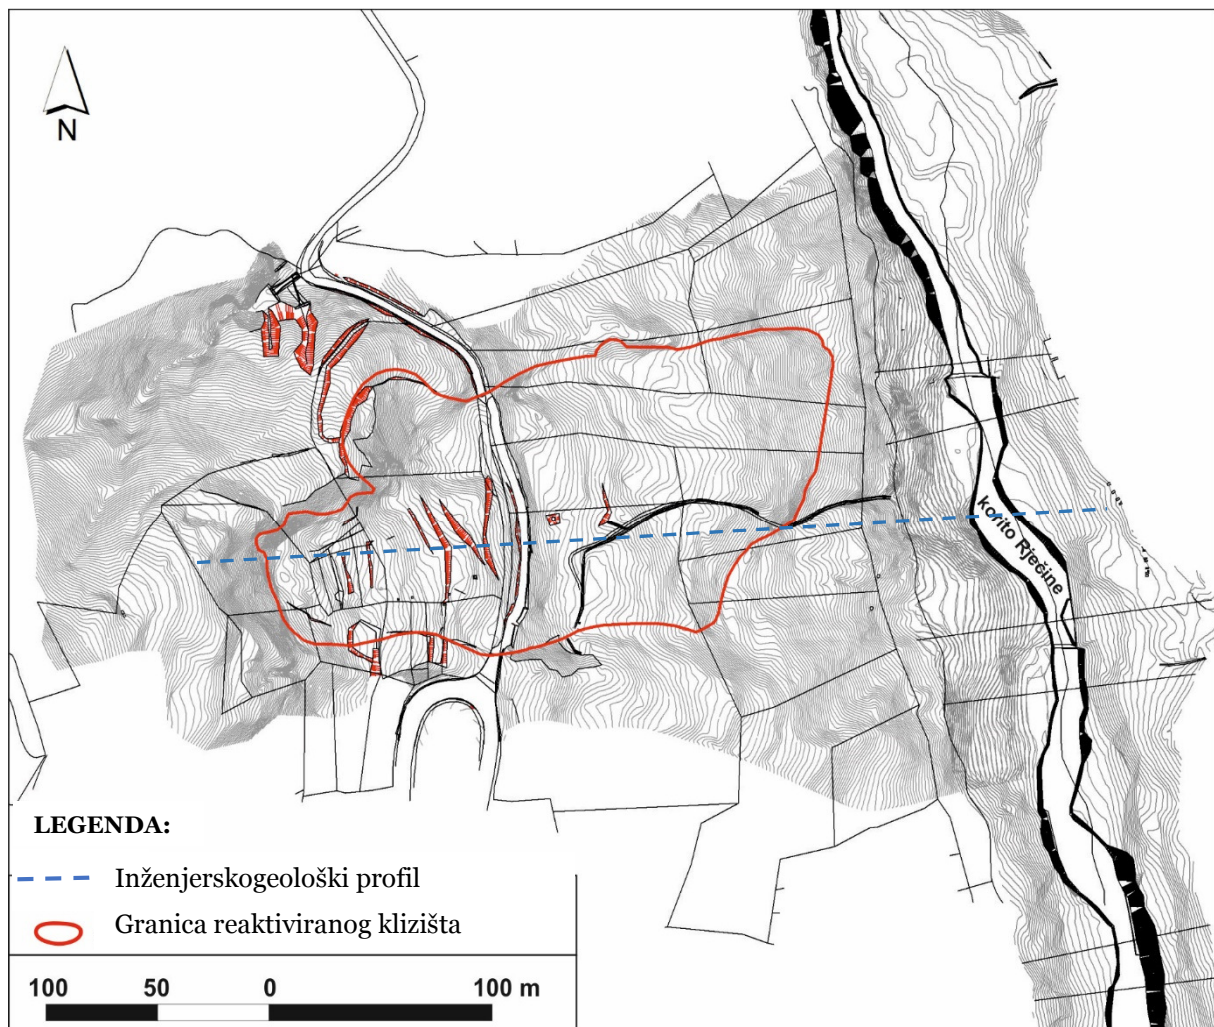 N
korito Rječine
LEGENDA:
Inženjerskogeološki profil
Granica reaktiviranog klizišta
100 50 0 100 m